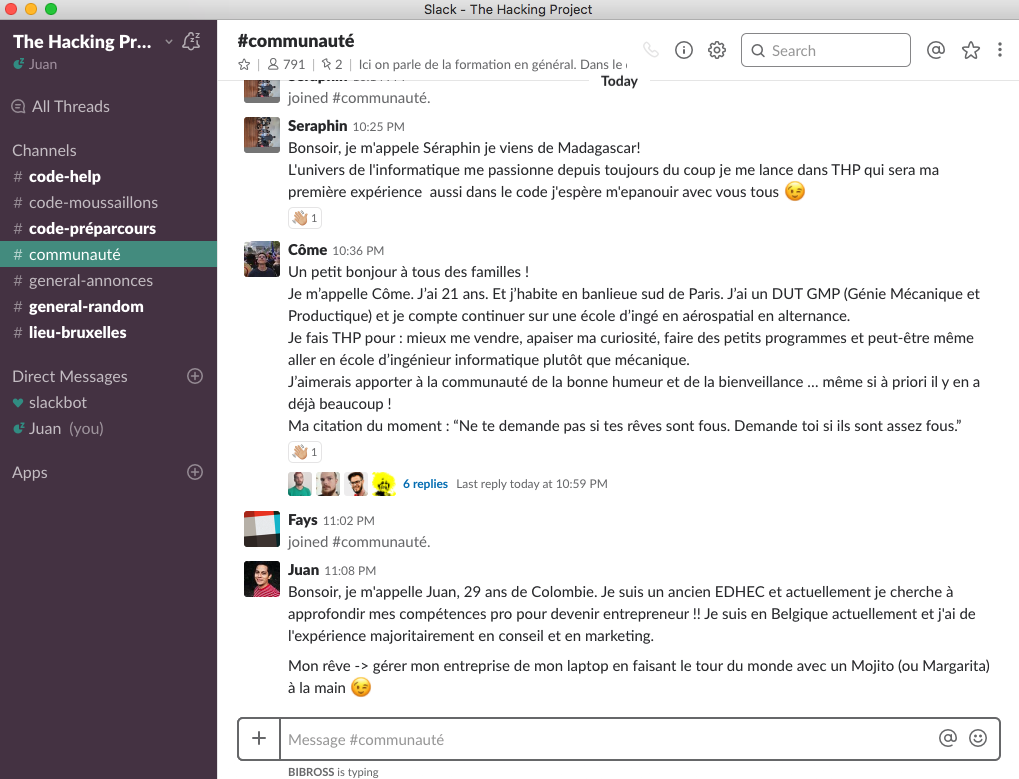 Slack - The Hacking Project
The Hacking Pr...
Juan
All Threads
Channels
# code-help
# code-moussaillons
# code-préparcours
# communauté
# general-annonces
# general-random
# lieu-bruxelles
Direct Messages
slackbot
Juan (you)
Apps
#communauté
791 | 2 | Ici on parle de la formation en général. Dans le
Search
Today
Seraphin
joined #communauté.
Seraphin 10:25 PM
Bonsoir, je m'appele Séraphin je viens de Madagascar!
L'univers de l'informatique me passionne depuis toujours du coup je me lance dans THP qui sera ma
première expérience aussi dans le code j'espère m'epanouir avec vous tous 😉
👋🏼 1
Côme 10:36 PM
Un petit bonjour à tous des familles !
Je m’appelle Côme. J’ai 21 ans. Et j’habite en banlieue sud de Paris. J’ai un DUT GMP (Génie Mécanique et
Productique) et je compte continuer sur une école d’ingé en aérospatial en alternance.
Je fais THP pour : mieux me vendre, apaiser ma curiosité, faire des petits programmes et peut-être même
aller en école d’ingénieur informatique plutôt que mécanique.
J’aimerais apporter à la communauté de la bonne humeur et de la bienveillance ... même si à priori il y en a
déjà beaucoup !
Ma citation du moment : “Ne te demande pas si tes rêves sont fous. Demande toi si ils sont assez fous.”
👋🏼 1
6 replies Last reply today at 10:59 PM
Fays 11:02 PM
joined #communauté.
Juan 11:08 PM
Bonsoir, je m'appelle Juan, 29 ans de Colombie. Je suis un ancien EDHEC et actuellement je cherche à
approfondir mes compétences pro pour devenir entrepreneur !! Je suis en Belgique actuellement et j'ai de
l'expérience majoritairement en conseil et en marketing.
Mon rêve -> gérer mon entreprise de mon laptop en faisant le tour du monde avec un Mojito (ou Margarita)
à la main 😉
Message #communauté
BIBROSS is typing